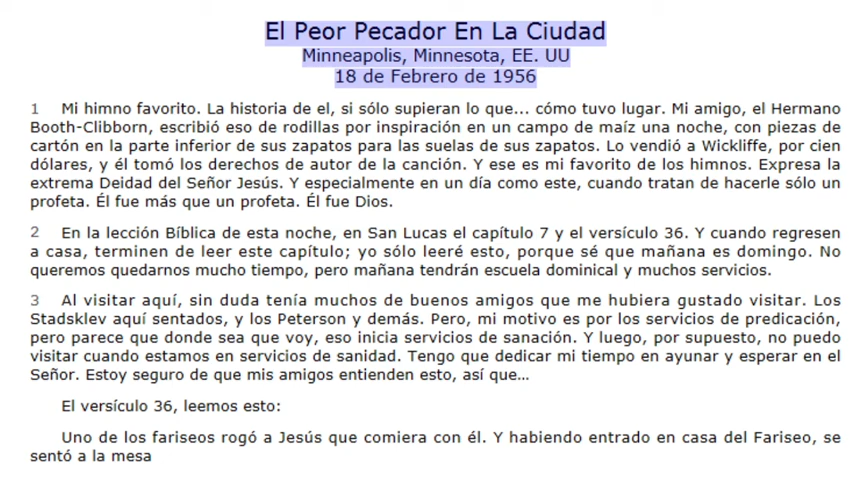 El Peor Pecador En La Ciudad
Minneapolis, Minnesota, EE. UU
18 de Febrero de 1956
1 Mi himno favorito. La historia de el, si sólo supieran lo que... cómo tuvo lugar. Mi amigo, el Hermano
Booth-Clibborn, escribió eso de rodillas por inspiración en un campo de maíz una noche, con piezas de
cartón en la parte inferior de sus zapatos para las suelas de sus zapatos. Lo vendió a Wickliffe, por cien
dólares, y él tomó los derechos de autor de la canción. Y ese es mi favorito de los himnos. Expresa la
extrema Deidad del Señor Jesús. Y especialmente en un día como este, cuando tratan de hacerle sólo un
profeta. Él fue más que un profeta. Él fue Dios.
2 En la lección Bíblica de esta noche, en San Lucas el capítulo 7 y el versículo 36. Y cuando regresen
a casa, terminen de leer este capítulo; yo sólo leeré esto, porque sé que mañana es domingo. No
queremos quedarnos mucho tiempo, pero mañana tendrán escuela dominical y muchos servicios.
3 Al visitar aquí, sin duda tenía muchos de buenos amigos que me hubiera gustado visitar. Los
Stadsklev aquí sentados, y los Peterson y demás. Pero, mi motivo es por los servicios de predicación,
pero parece que donde sea que voy, eso inicia servicios de sanación. Y luego, por supuesto, no puedo
visitar cuando estamos en servicios de sanidad. Tengo que dedicar mi tiempo en ayunar y esperar en el
Señor. Estoy seguro de que mis amigos entienden esto, así que...
El versículo 36, leemos esto:
Uno de los fariseos rogó a Jesús que comiera con él. Y habiendo entrado en casa del Fariseo, se
sentó a la mesa